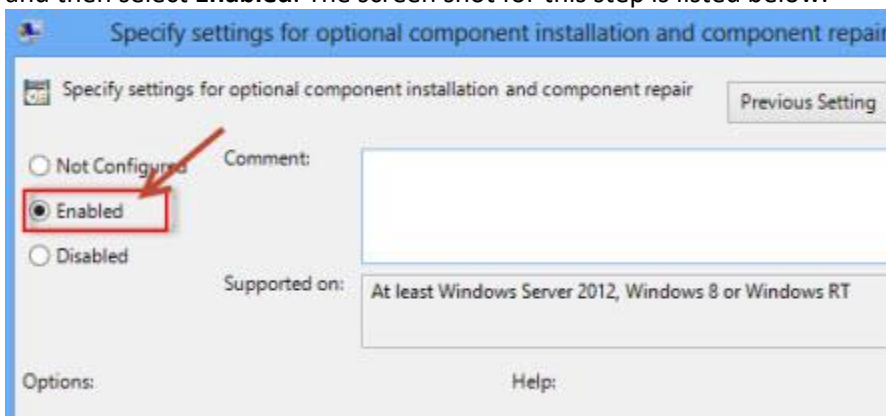 and then select Enabled. The screen shot for this step is listed below:
Specify settings for optional component installation and component repair
Specify settings for optional component installation and component repair
Previous Setting
Not Configured
Comment:
Enabled
Disabled
Supported on:
At least Windows Server 2012, Windows 8 or Windows RT
Options:
Help: